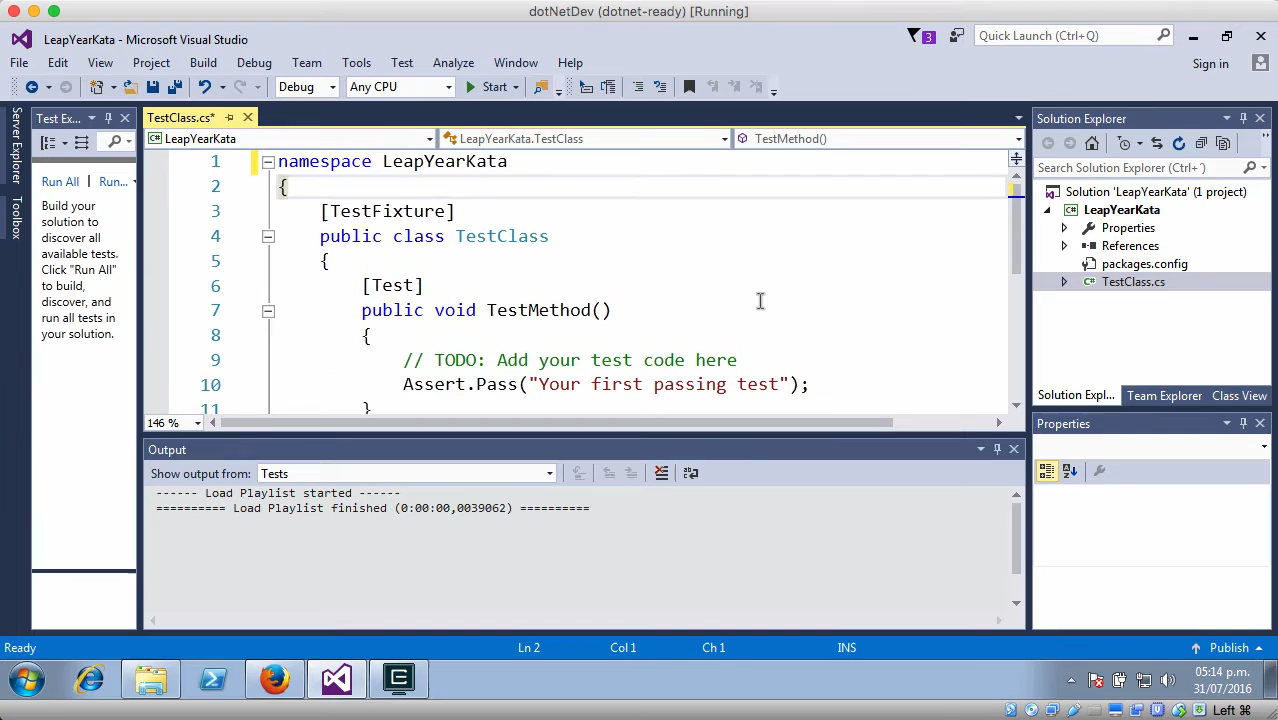 dotNetDev (dotnet-ready) [Running]
LeapYearKata - Microsoft Visual Studio
3
Quick Launch (Ctrl+Q)
File Edit View Project Build Debug Team Tools Test Analyze Window Help
Sign in
Debug Any CPU Start
Server Explorer
Toolbox
Test Ex...
Run All Run...
Build your
solution to
discover all
available tests.
Click "Run All"
to build,
discover, and
run all tests in
your solution.
TestClass.cs*
LeapYearKata LeapYearKata.TestClass TestMethod()
1 namespace LeapYearKata
2 {
3 [TestFixture]
4 public class TestClass
5 {
6 [Test]
7 public void TestMethod()
8 {
9 // TODO: Add your test code here
10 Assert.Pass("Your first passing test");
11 }
146 %
Output
Show output from: Tests
------ Load Playlist started ------
========== Load Playlist finished (0:00:00,0039062) ==========
Solution Explorer
Search Solution Explorer (Ctrl+´)
Solution 'LeapYearKata' (1 project)
LeapYearKata
Properties
References
packages.config
TestClass.cs
Solution Expl... Team Explorer Class View
Properties
Ready Ln 2 Col 1 Ch 1 INS Publish
05:14 p.m.
31/07/2016
Left ⌘